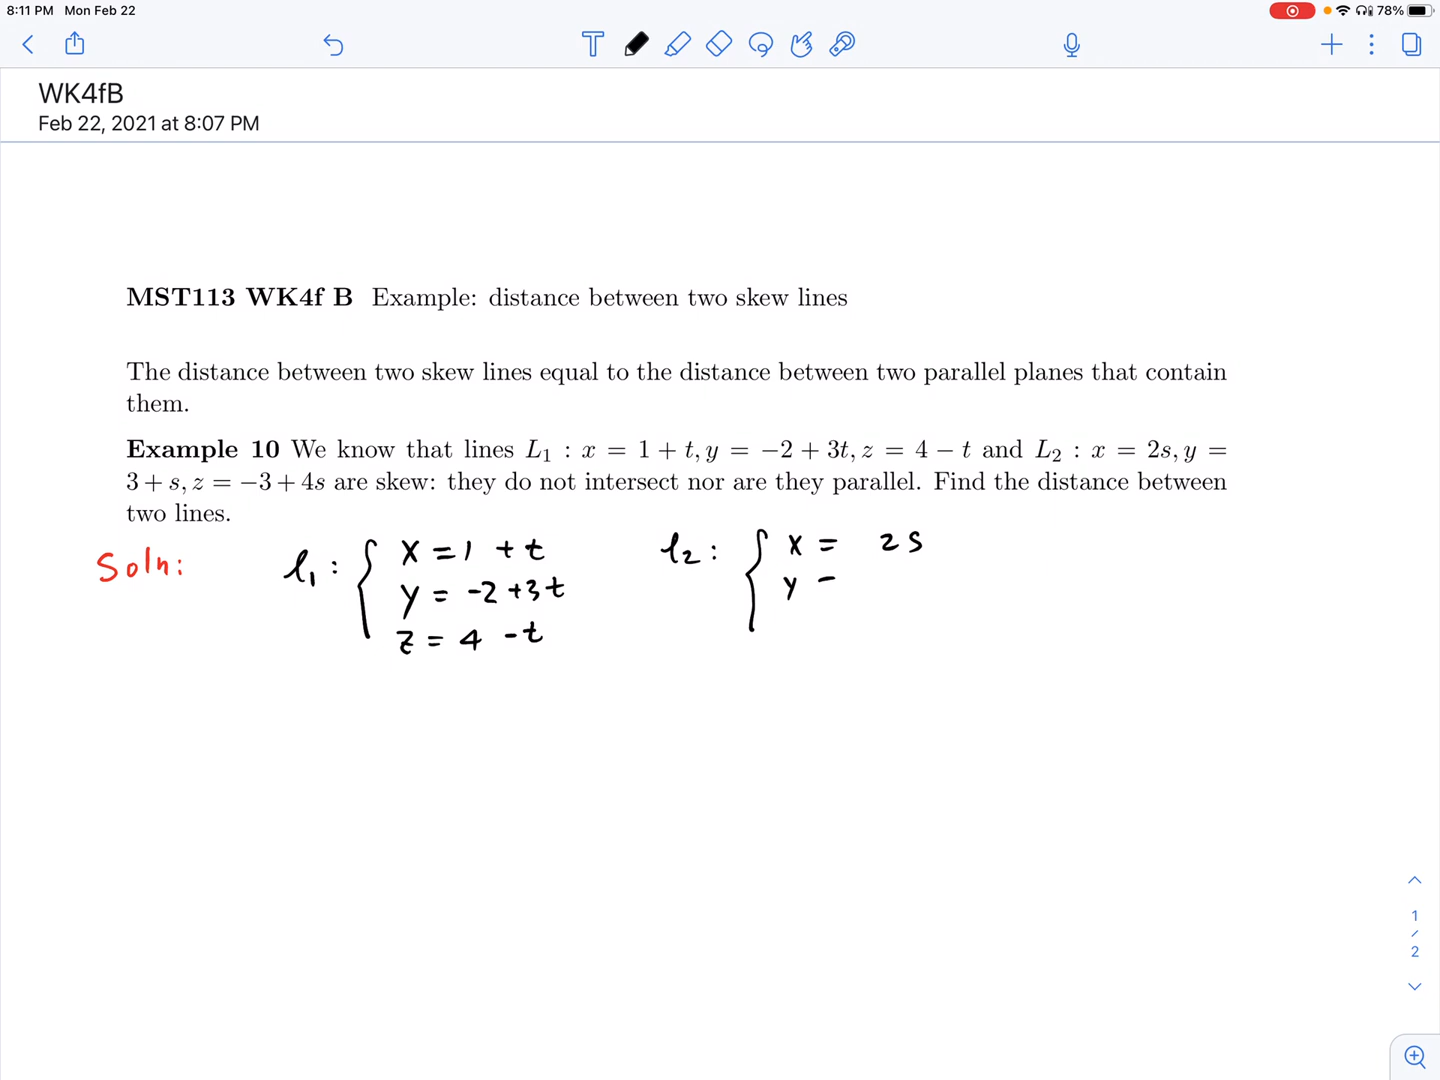 8:11 PM Mon Feb 22
78%
T
WK4fB
Feb 22, 2021 at 8:07 PM
MST113 WK4f B Example: distance between two skew lines
The distance between two skew lines equal to the distance between two parallel planes that contain
them.
Example 10 We know that lines L₁ : x = 1 + t, y = −2 + 3t, z = 4 − t and L₂ : x = 2s, y =
3 + s, z = −3 + 4s are skew: they do not intersect nor are they parallel. Find the distance between
two lines.
Soln: l₁: { x = 1 + t l₂: { x = 2s
y = -2 + 3t y =
z = 4 - t
1
/
2